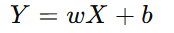 Y = wX + b